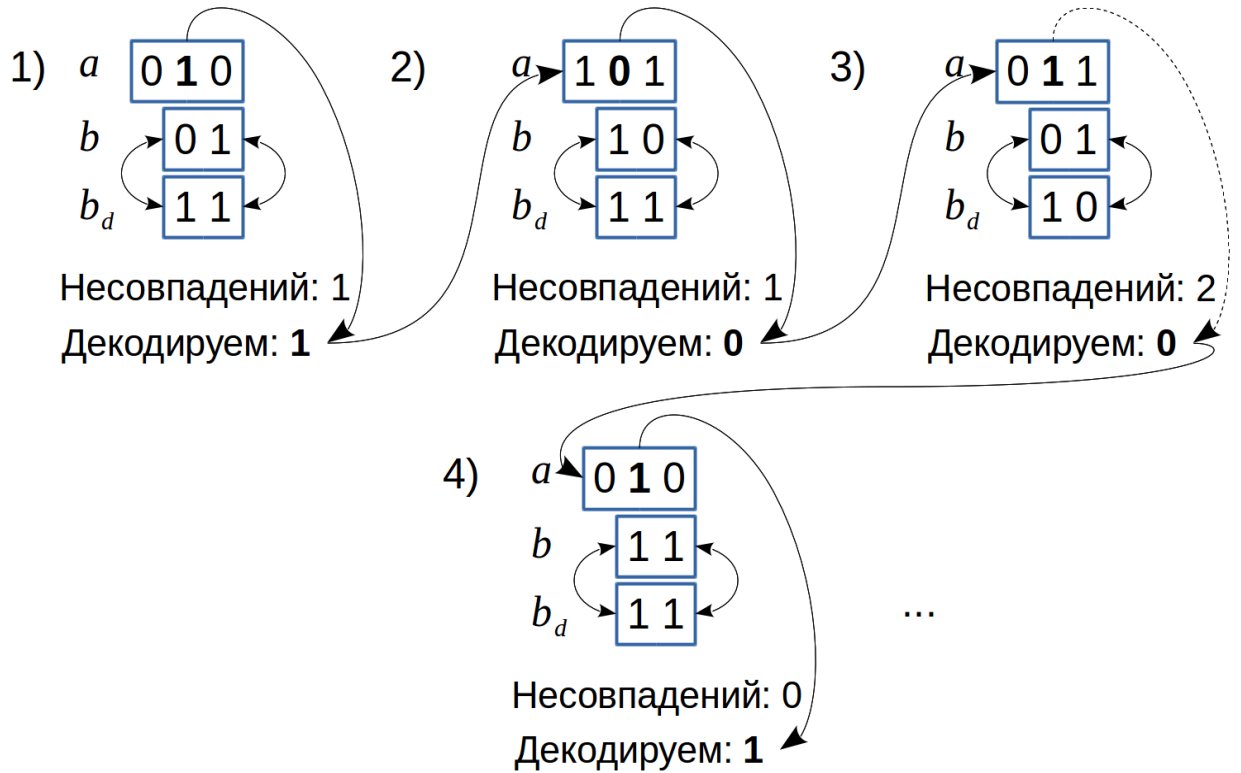 1) a 0 1 0
b 0 1
b_d 1 1
Несовпадений: 1
Декодируем: 1
2) a 1 0 1
b 1 0
b_d 1 1
Несовпадений: 1
Декодируем: 0
3) a 0 1 1
b 0 1
b_d 1 0
Несовпадений: 2
Декодируем: 0
4) a 0 1 0
b 1 1
b_d 1 1
...
Несовпадений: 0
Декодируем: 1